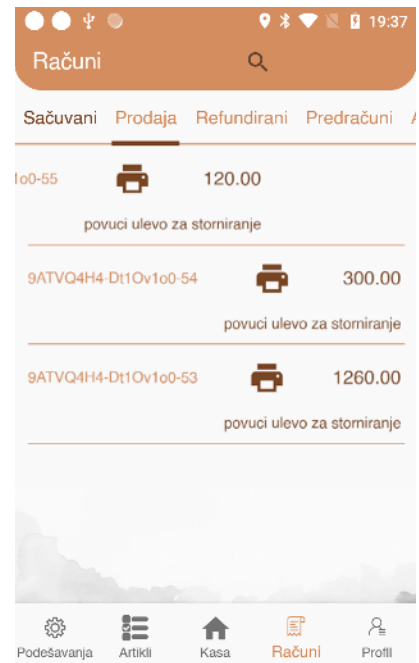 19:37
Računi
Sačuvani Prodaja Refundirani Predračuni
1o0-55 120.00
povuci ulevo za storniranje
9ATVQ4H4-Dt1Ov1o0-54 300.00
povuci ulevo za storniranje
9ATVQ4H4-Dt1Ov1o0-53 1260.00
povuci ulevo za storniranje
Podešavanja Artikli Kasa Računi Profil